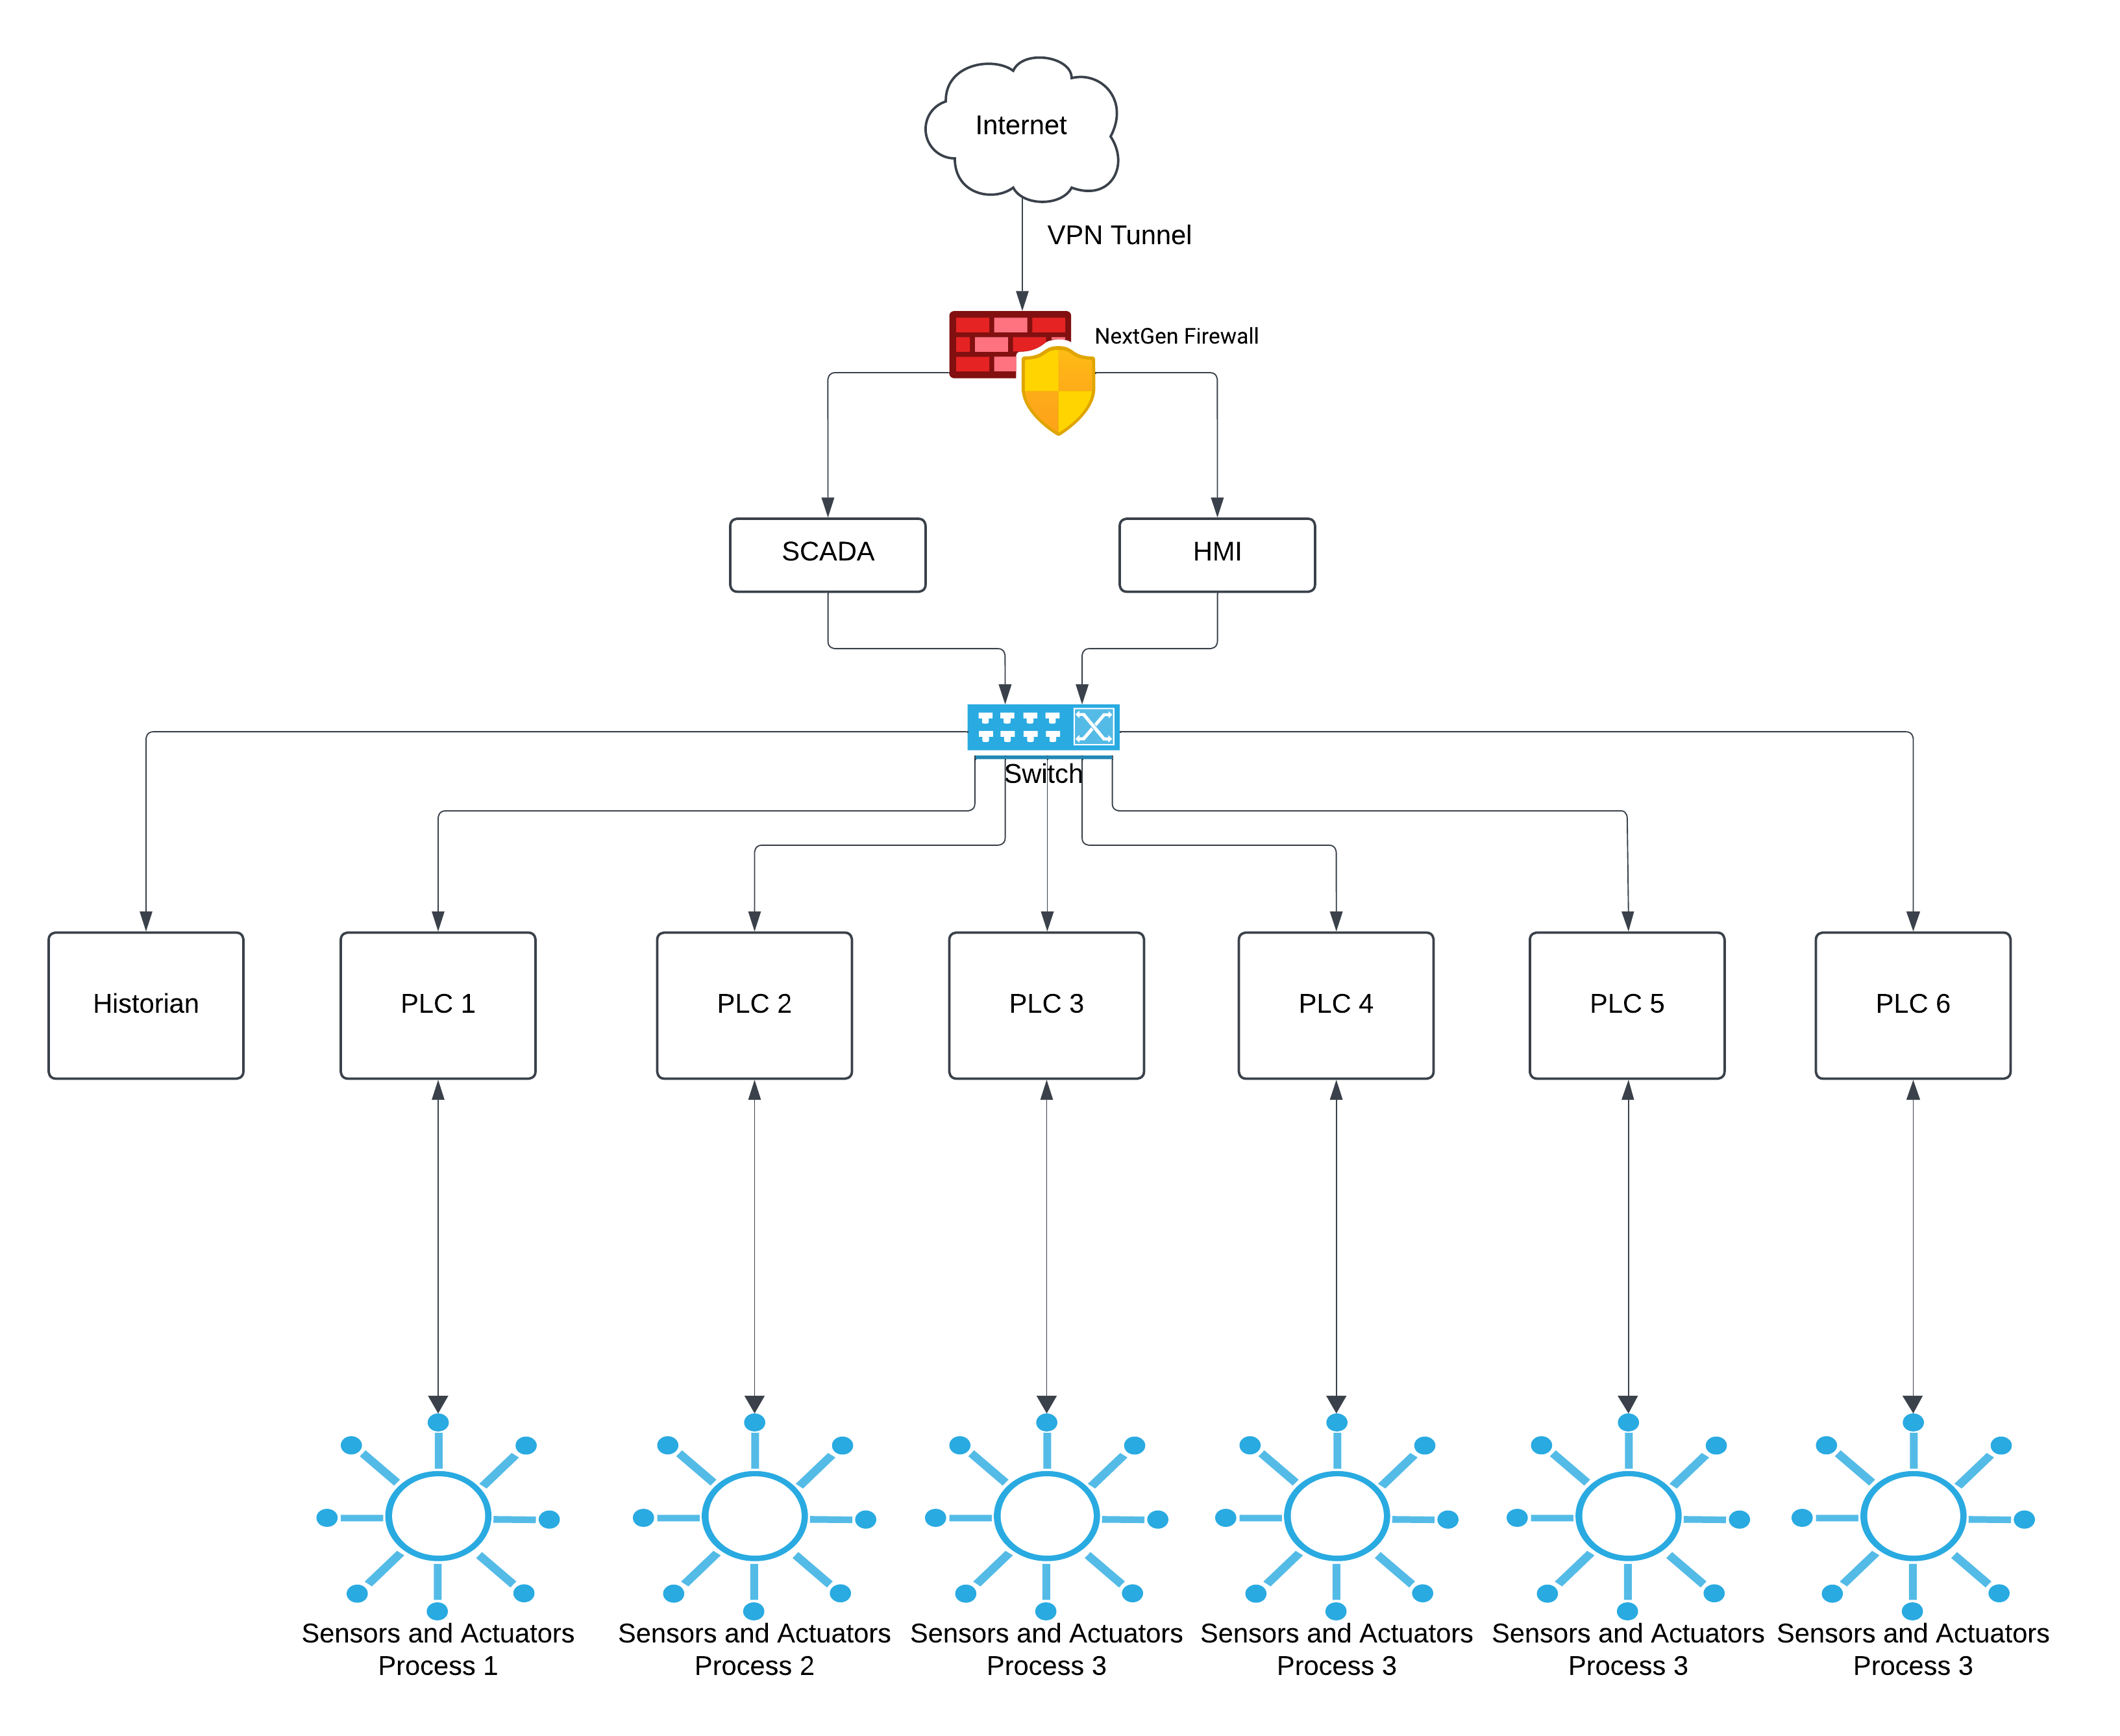 Internet
VPN Tunnel
NextGen Firewall
SCADA
HMI
Switch
Historian
PLC 1
PLC 2
PLC 3
PLC 4
PLC 5
PLC 6
Sensors and Actuators
Process 1
Sensors and Actuators
Process 2
Sensors and Actuators
Process 3
Sensors and Actuators
Process 3
Sensors and Actuators
Process 3
Sensors and Actuators
Process 3